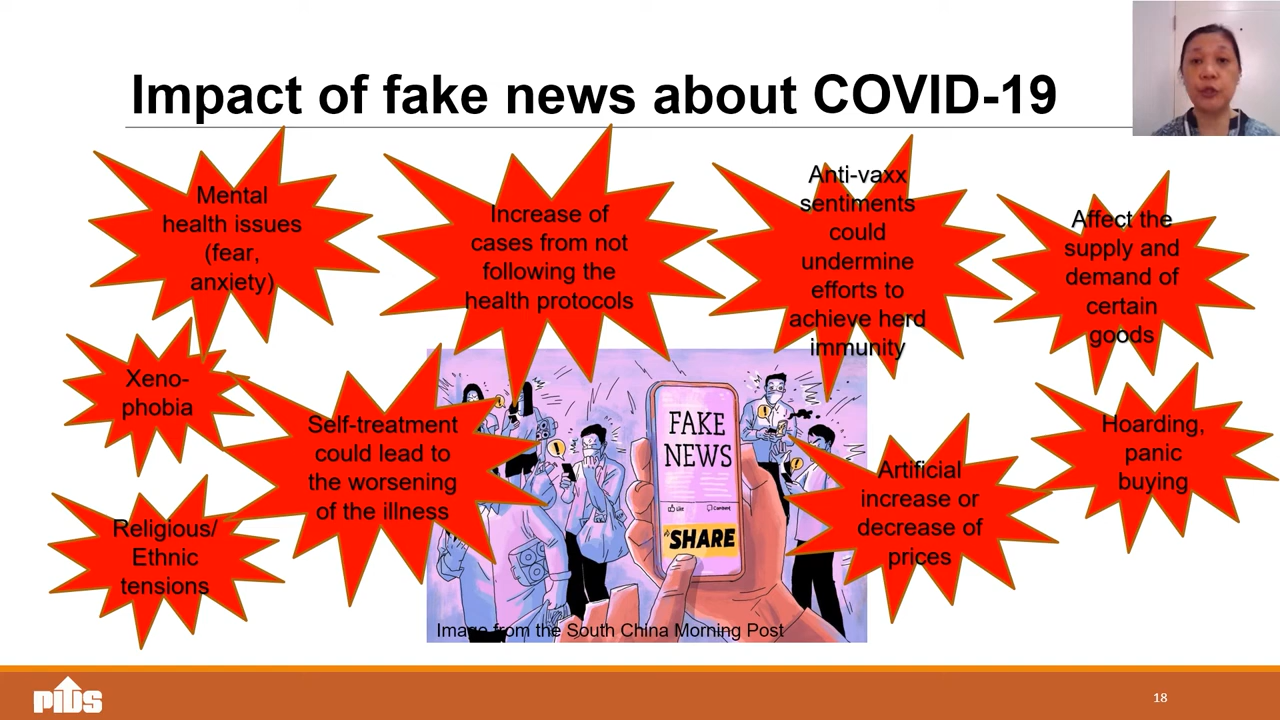 Impact of fake news about COVID-19
Mental
health issues
(fear,
anxiety)
Increase of
cases from not
following the
health protocols
Anti-vaxx
sentiments
could
undermine
efforts to
achieve herd
immunity
Affect the
supply and
demand of
certain
goods
Xeno-
phobia
Self-treatment
could lead to
the worsening
of the illness
FAKE
NEWS
Like Comment
SHARE
Artificial
increase or
decrease of
prices
Hoarding,
panic
buying
Religious/
Ethnic
tensions
Image from the South China Morning Post
PIDS
18